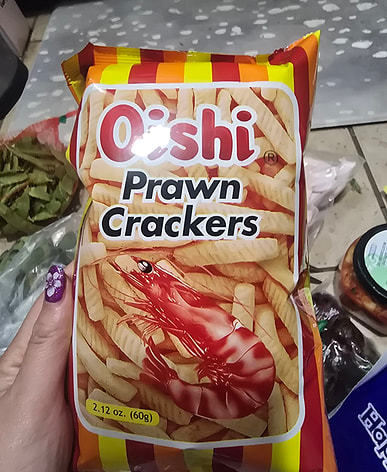 Oishi®
Prawn
Crackers
2.12 oz. (60g)